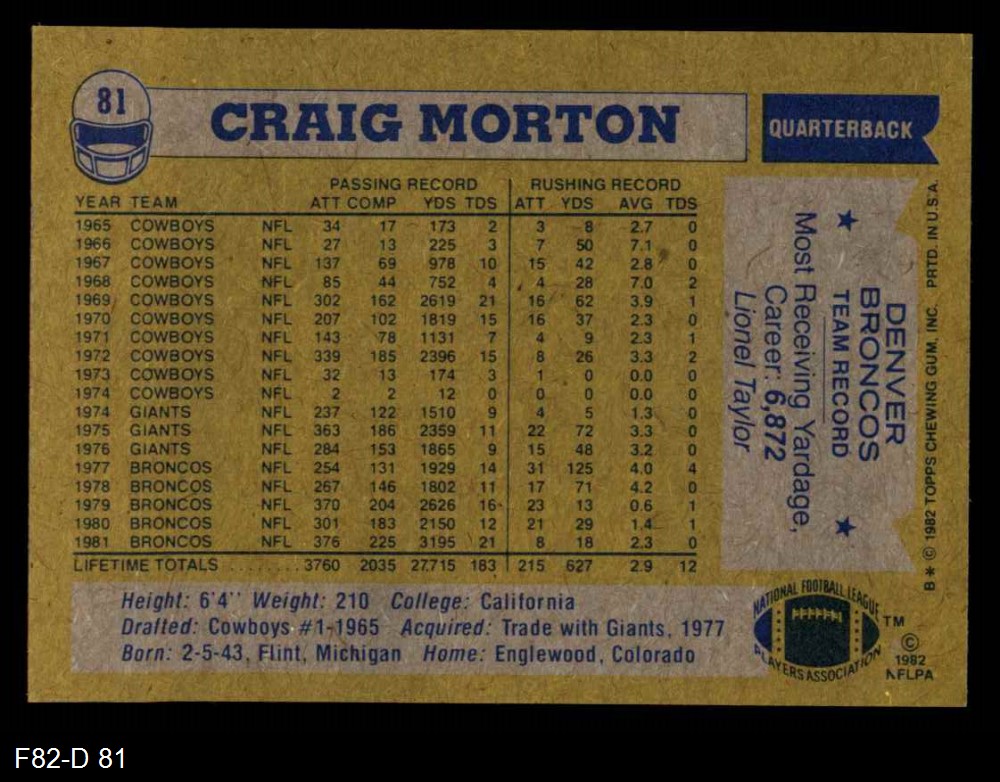 81
CRAIG MORTON
QUARTERBACK
PASSING RECORD RUSHING RECORD
YEAR TEAM ATT COMP YDS TDS ATT YDS AVG TDS
1965 COWBOYS NFL 34 17 173 2 3 8 2.7 0
1966 COWBOYS NFL 27 13 225 3 7 50 7.1 0
1967 COWBOYS NFL 137 69 978 10 15 42 2.8 0
1968 COWBOYS NFL 85 44 752 4 4 28 7.0 2
1969 COWBOYS NFL 302 162 2619 21 16 62 3.9 1
1970 COWBOYS NFL 207 102 1819 15 16 37 2.3 0
1971 COWBOYS NFL 143 78 1131 7 4 9 2.3 1
1972 COWBOYS NFL 339 185 2396 15 8 26 3.3 2
1973 COWBOYS NFL 32 13 174 3 1 0 0.0 0
1974 COWBOYS NFL 2 2 12 0 0 0 0.0 0
1974 GIANTS NFL 237 122 1510 9 4 5 1.3 0
1975 GIANTS NFL 363 186 2359 11 22 72 3.3 0
1976 GIANTS NFL 284 153 1865 9 15 48 3.2 0
1977 BRONCOS NFL 254 131 1929 14 31 125 4.0 4
1978 BRONCOS NFL 267 146 1802 11 17 71 4.2 0
1979 BRONCOS NFL 370 204 2626 16 23 13 0.6 1
1980 BRONCOS NFL 301 183 2150 12 21 29 1.4 1
1981 BRONCOS NFL 376 225 3195 21 8 18 2.3 0
LIFETIME TOTALS ......... 3760 2035 27,715 183 215 627 2.9 12
Height: 6'4" Weight: 210 College: California
Drafted: Cowboys #1-1965 Acquired: Trade with Giants, 1977
Born: 2-5-43, Flint, Michigan Home: Englewood, Colorado
DENVER
BRONCOS
★ TEAM RECORD ★
Most Receiving Yardage,
Career: 6,872
Lionel Taylor
B✱© 1982 TOPPS CHEWING GUM, INC. PRTD. IN U.S.A.
NATIONAL FOOTBALL LEAGUE
PLAYERS ASSOCIATION
TM
©
1982
NFLPA
F82-D 81